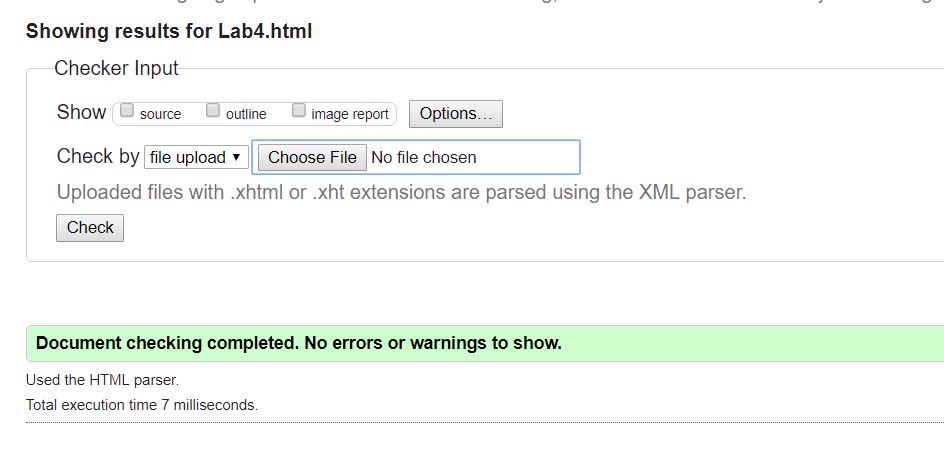 Showing results for Lab4.html
Checker Input
Show source outline image report Options...
Check by file upload Choose File No file chosen
Uploaded files with .xhtml or .xht extensions are parsed using the XML parser.
Check
Document checking completed. No errors or warnings to show.
Used the HTML parser.
Total execution time 7 milliseconds.